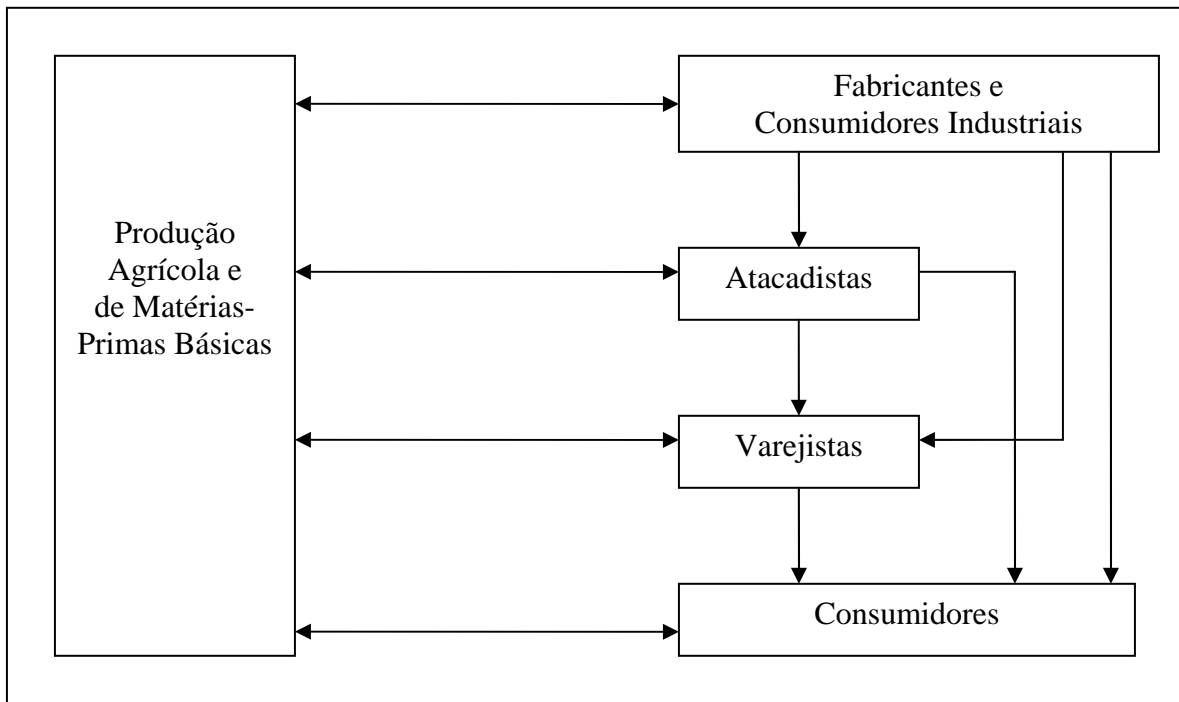 Fabricantes e
Consumidores Industriais
Produção
Agrícola e
de Matérias-
Primas Básicas
Atacadistas
Varejistas
Consumidores